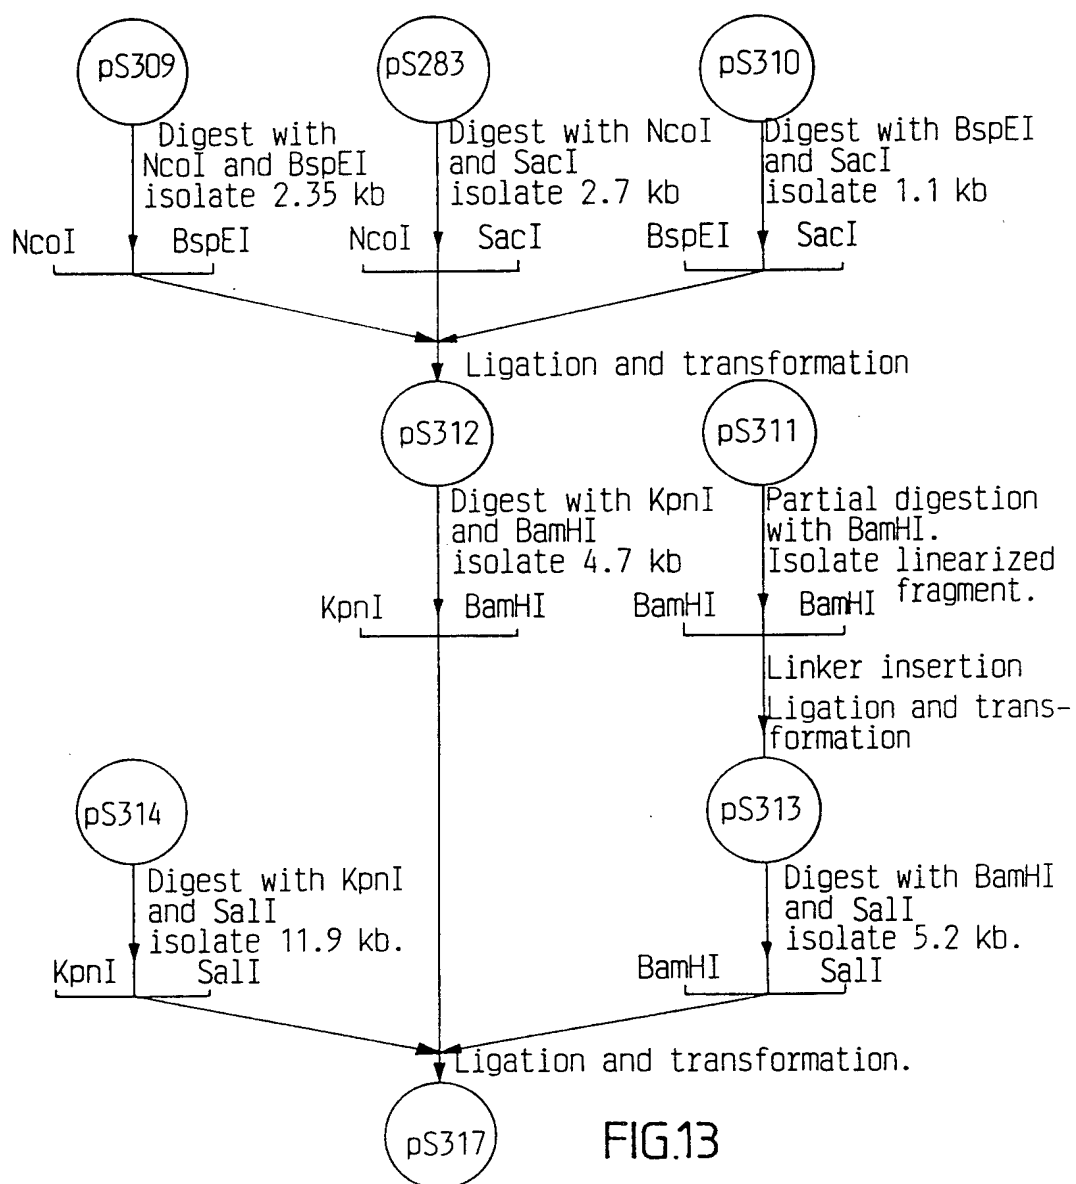 pS309
pS283
pS310
Digest with
NcoI and BspEI
isolate 2.35 kb
Digest with NcoI
and SacI
isolate 2.7 kb
Digest with BspEI
and SacI
isolate 1.1 kb
NcoI
BspEI
NcoI
SacI
BspEI
SacI
Ligation and transformation
pS312
pS311
Digest with KpnI
and BamHI
isolate 4.7 kb
Partial digestion
with BamHI.
Isolate linearized
fragment.
KpnI
BamHI
BamHI
BamHI
Linker insertion
Ligation and trans-
formation
pS314
pS313
Digest with KpnI
and SalI
isolate 11.9 kb.
Digest with BamHI
and SalI
isolate 5.2 kb.
KpnI
SalI
BamHI
SalI
Ligation and transformation.
pS317
FIG.13